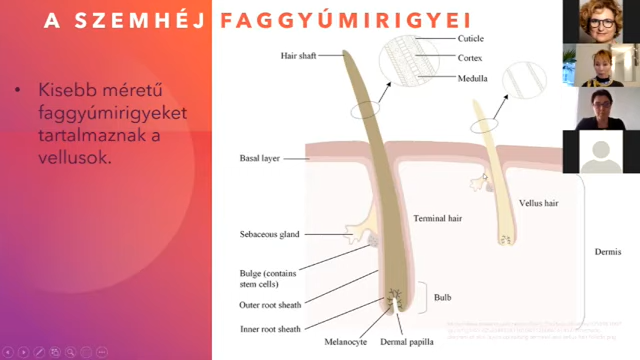 A SZEMHÉJ FAGGYÚMIRIGYEI
• Kisebb méretű
faggyúmirigyeket
tartalmaznak a
vellusok.
Cuticle
Hair shaft
Cortex
Medulla
Basal layer
Vellus hair
Terminal hair
Sebaceous gland
Dermis
Bulge (contains
stem cells)
Bulb
Outer root sheath
Inner root sheath
Melanocyte
Dermal papilla